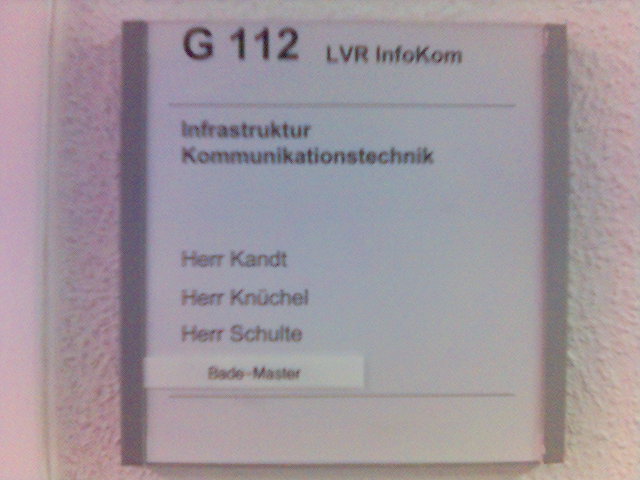 G 112 LVR InfoKom
Infrastruktur
Kommunikationstechnik
Herr Kandt
Herr Knüchel
Herr Schulte
Bade-Master